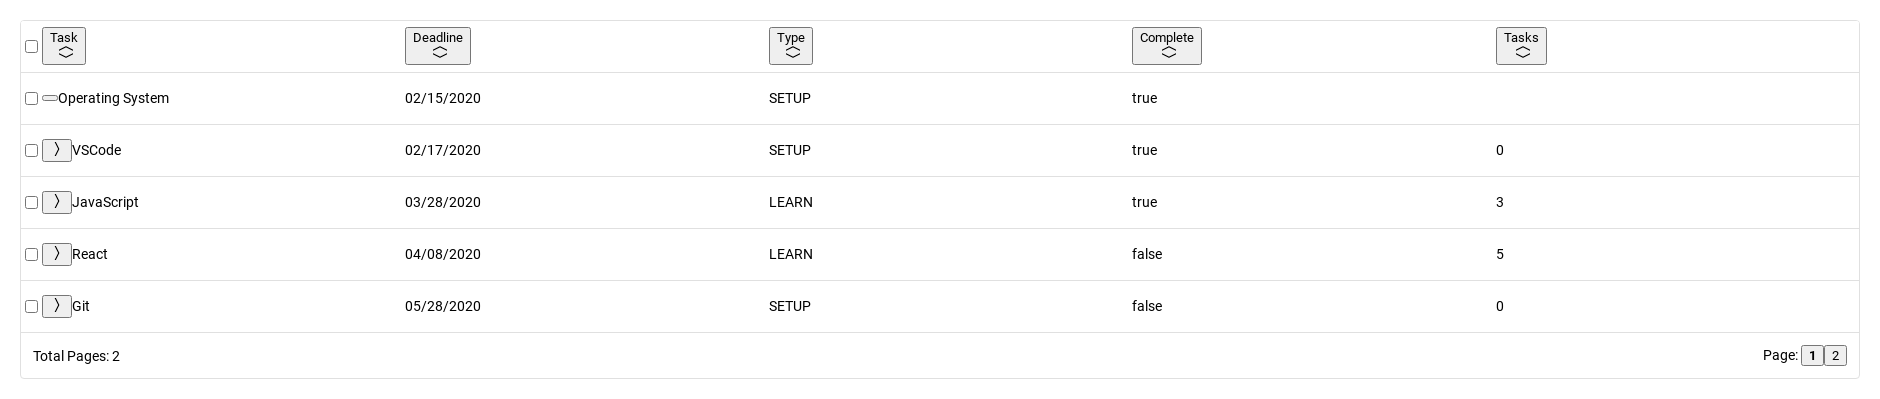 Task Deadline Type Complete Tasks
Operating System 02/15/2020 SETUP true
VSCode 02/17/2020 SETUP true 0
JavaScript 03/28/2020 LEARN true 3
React 04/08/2020 LEARN false 5
Git 05/28/2020 SETUP false 0
Total Pages: 2 Page: 1 2